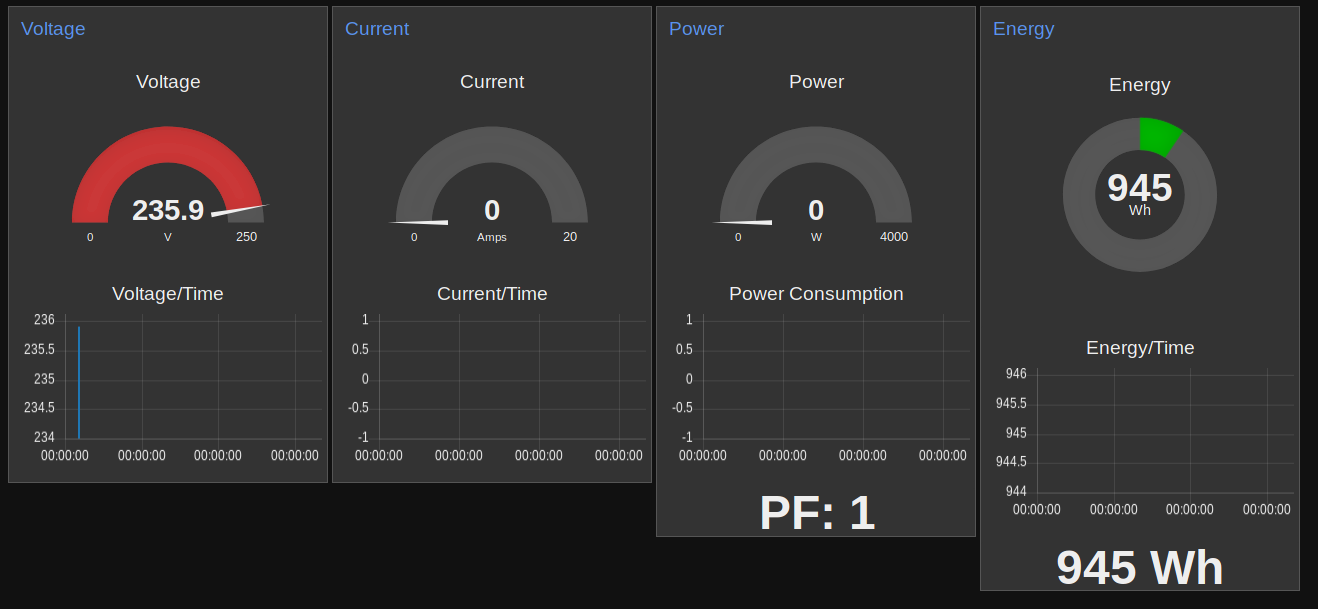 Voltage
Voltage
235.9
0 V 250
Voltage/Time
236
235.5
235
234.5
234
00:00:00 00:00:00 00:00:00 00:00:00
Current
Current
0
0 Amps 20
Current/Time
1
0.5
0
-0.5
-1
00:00:00 00:00:00 00:00:00 00:00:00
Power
Power
0
0 W 4000
Power Consumption
1
0.5
0
-0.5
-1
00:00:00 00:00:00 00:00:00 00:00:00
PF: 1
Energy
Energy
945
Wh
Energy/Time
946
945.5
945
944.5
944
00:00:00 00:00:00 00:00:00 00:00:00
945 Wh